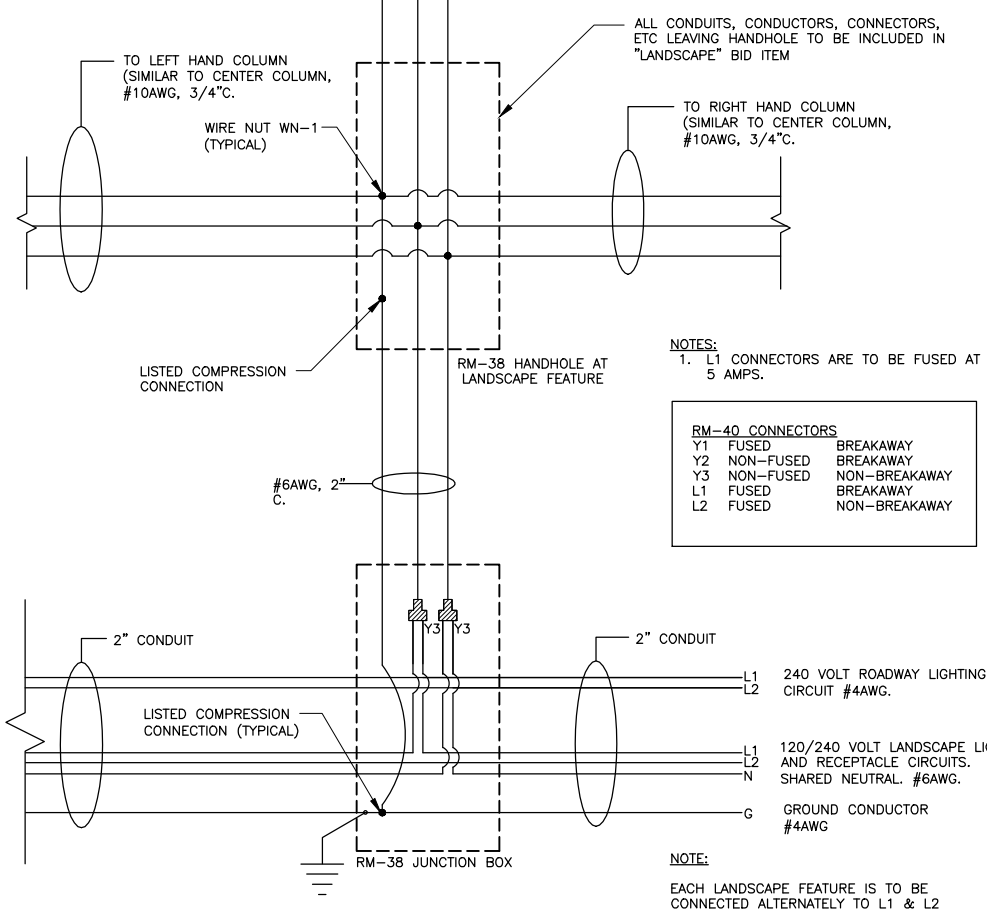 ALL CONDUITS, CONDUCTORS, CONNECTORS,
ETC LEAVING HANDHOLE TO BE INCLUDED IN
"LANDSCAPE" BID ITEM
TO LEFT HAND COLUMN
(SIMILAR TO CENTER COLUMN,
#10AWG, 3/4"C.
TO RIGHT HAND COLUMN
(SIMILAR TO CENTER COLUMN,
#10AWG, 3/4"C.
WIRE NUT WN-1
(TYPICAL)
LISTED COMPRESSION
CONNECTION
RM-38 HANDHOLE AT
LANDSCAPE FEATURE
NOTES:
1. L1 CONNECTORS ARE TO BE FUSED AT
5 AMPS.
RM-40 CONNECTORS
Y1 FUSED BREAKAWAY
Y2 NON-FUSED BREAKAWAY
Y3 NON-FUSED NON-BREAKAWAY
L1 FUSED BREAKAWAY
L2 FUSED NON-BREAKAWAY
#6AWG, 2"
C.
Y3 Y3
2" CONDUIT
2" CONDUIT
L1 240 VOLT ROADWAY LIGHTING
L2 CIRCUIT #4AWG.
LISTED COMPRESSION
CONNECTION (TYPICAL)
L1 120/240 VOLT LANDSCAPE
L2 AND RECEPTACLE CIRCUITS.
N SHARED NEUTRAL. #6AWG.
G GROUND CONDUCTOR
#4AWG
RM-38 JUNCTION BOX
NOTE:
EACH LANDSCAPE FEATURE IS TO BE
CONNECTED ALTERNATELY TO L1 & L2